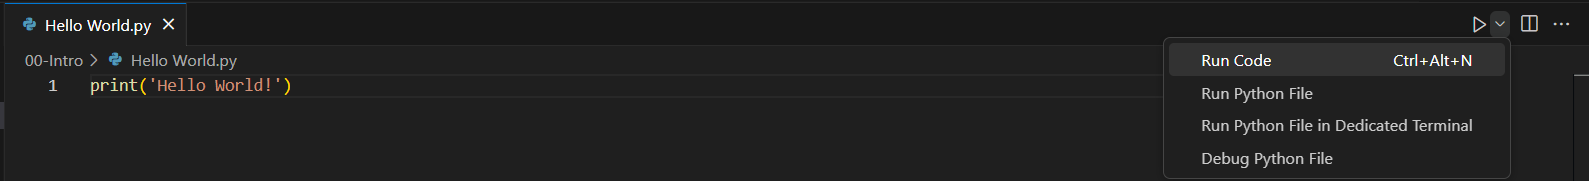 Hello World.py
00-Intro > Hello World.py
1 print('Hello World!')
Run Code Ctrl+Alt+N
Run Python File
Run Python File in Dedicated Terminal
Debug Python File